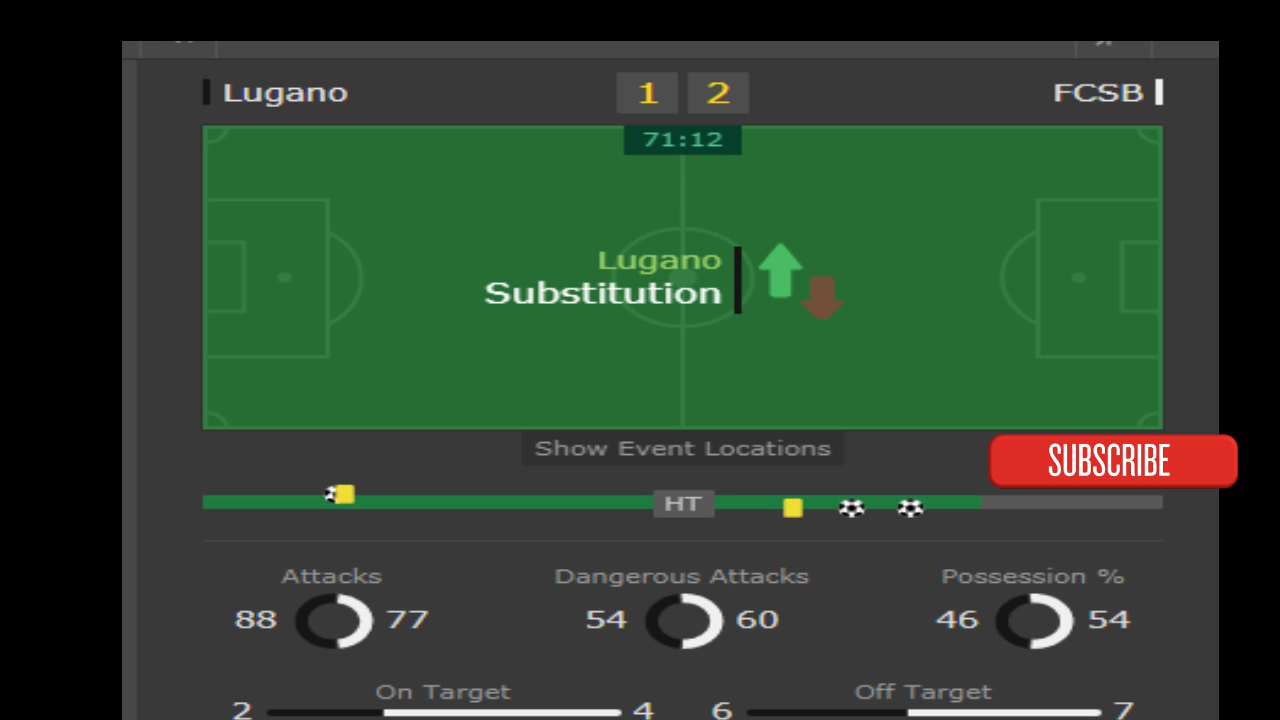 Lugano 1 2 FCSB
71:12
Lugano
Substitution
Show Event Locations
SUBSCRIBE
HT
Attacks Dangerous Attacks Possession %
88 77 54 60 46 54
On Target Off Target
2 4 6 7